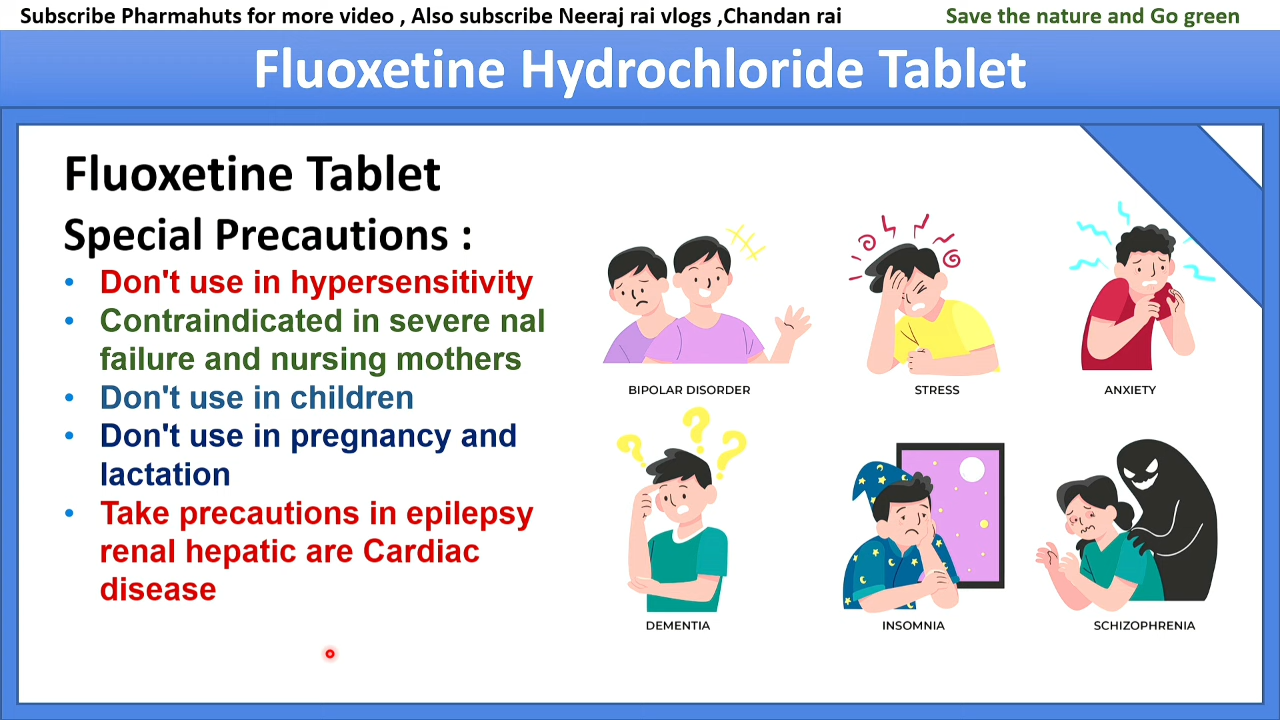 Subscribe Pharmahuts for more video , Also subscribe Neeraj rai vlogs ,Chandan rai
Save the nature and Go green
Fluoxetine Hydrochloride Tablet
Fluoxetine Tablet
Special Precautions :
• Don't use in hypersensitivity
• Contraindicated in severe nal
failure and nursing mothers
• Don't use in children
• Don't use in pregnancy and
lactation
• Take precautions in epilepsy
renal hepatic are Cardiac
disease
BIPOLAR DISORDER
STRESS
ANXIETY
DEMENTIA
INSOMNIA
SCHIZOPHRENIA